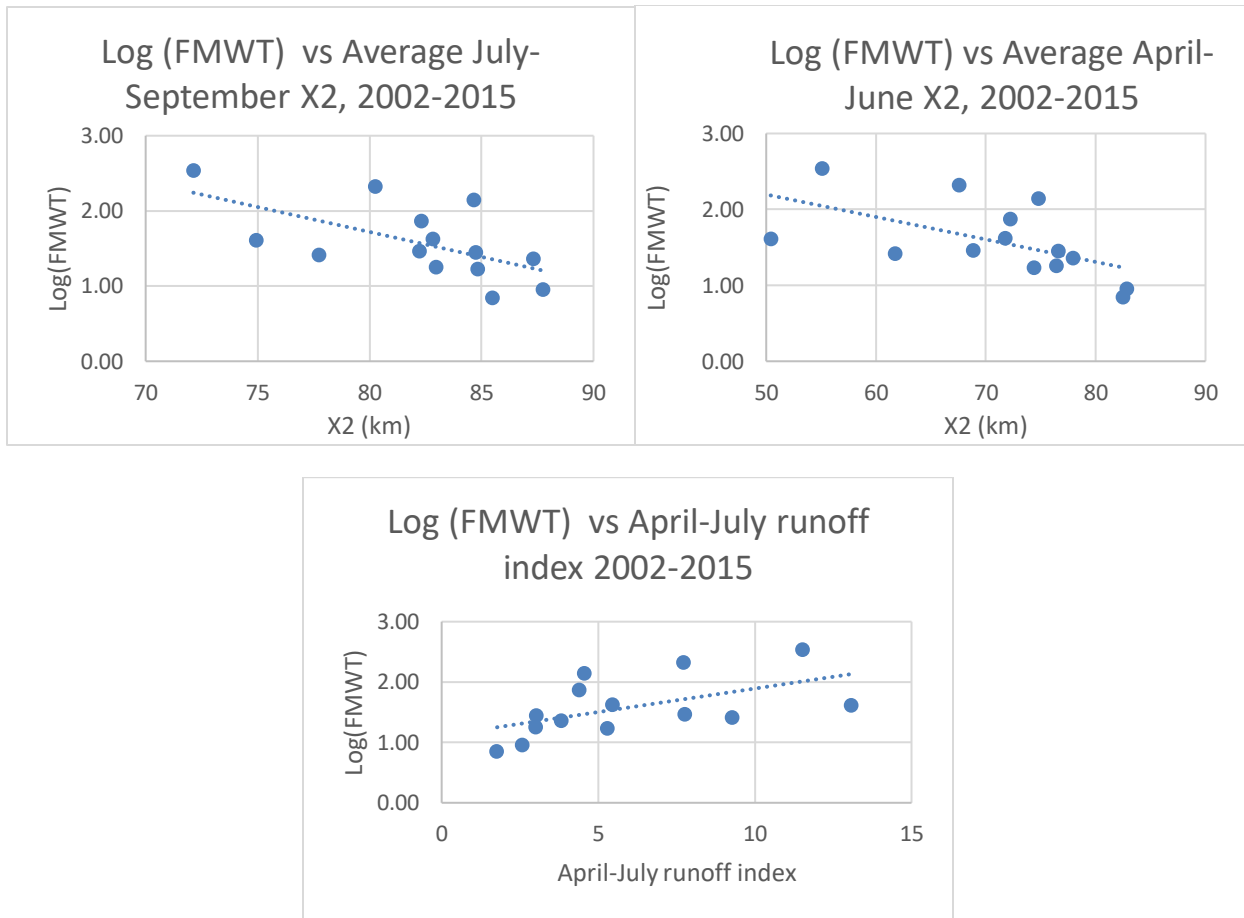 Log (FMWT)  vs Average July-
September X2, 2002-2015
3.00
2.00
1.00
0.00
Log(FMWT)
70 75 80 85 90
X2 (km)
Log (FMWT) vs Average April-
June X2, 2002-2015
3.00
2.00
1.00
0.00
Log(FMWT)
50 60 70 80 90
X2 (km)
Log (FMWT)  vs April-July runoff
index 2002-2015
3.00
2.00
1.00
0.00
Log(FMWT)
0 5 10 15
April-July runoff index